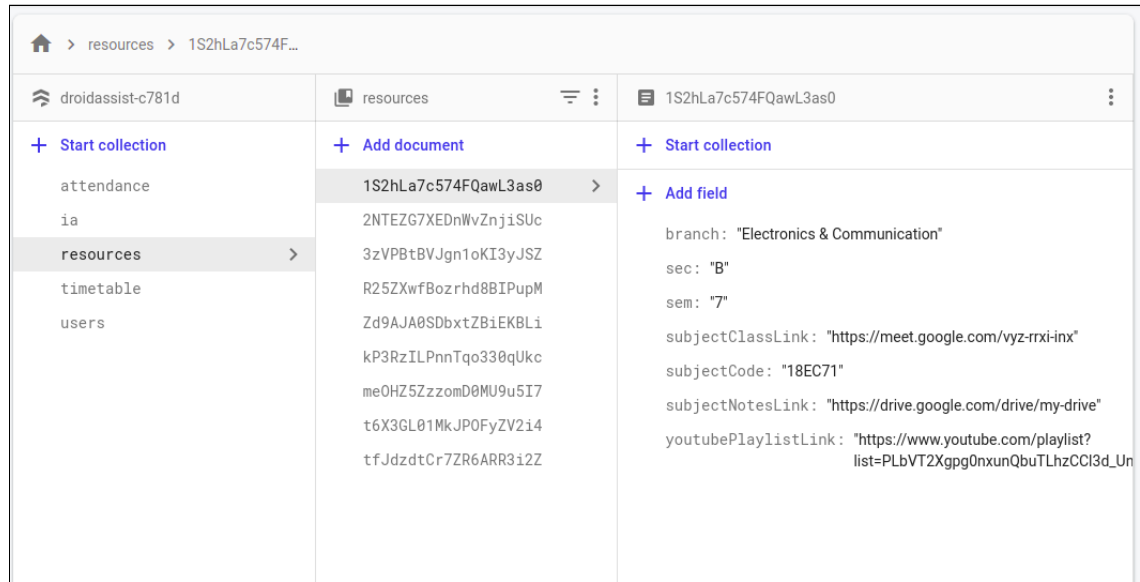 resources > 1S2hLa7c574F…
droidassist-c781d
Start collection
attendance
ia
resources
timetable
users
resources
Add document
1S2hLa7c574FQawL3as0
2NTEZG7XEDnWvZnjiSUc
3zVPBtBVJgn1oKI3yJSZ
R25ZXwfBozrhd8BIPupM
Zd9AJA0SDbxtZBiEKBLi
kP3RzILPnnTqo330qUkc
meOHZ5ZzzomD0MU9u5I7
t6X3GL01MkJPOFyZV2i4
tfJdzdtCr7ZR6ARR3i2Z
1S2hLa7c574FQawL3as0
Start collection
Add field
branch: "Electronics & Communication"
sec: "B"
sem: "7"
subjectClassLink: "https://meet.google.com/vyz-rrxi-inx"
subjectCode: "18EC71"
subjectNotesLink: "https://drive.google.com/drive/my-drive"
youtubePlaylistLink: "https://www.youtube.com/playlist?
list=PLbVT2Xgpg0nxunQbuTLhzCCl3d_Un